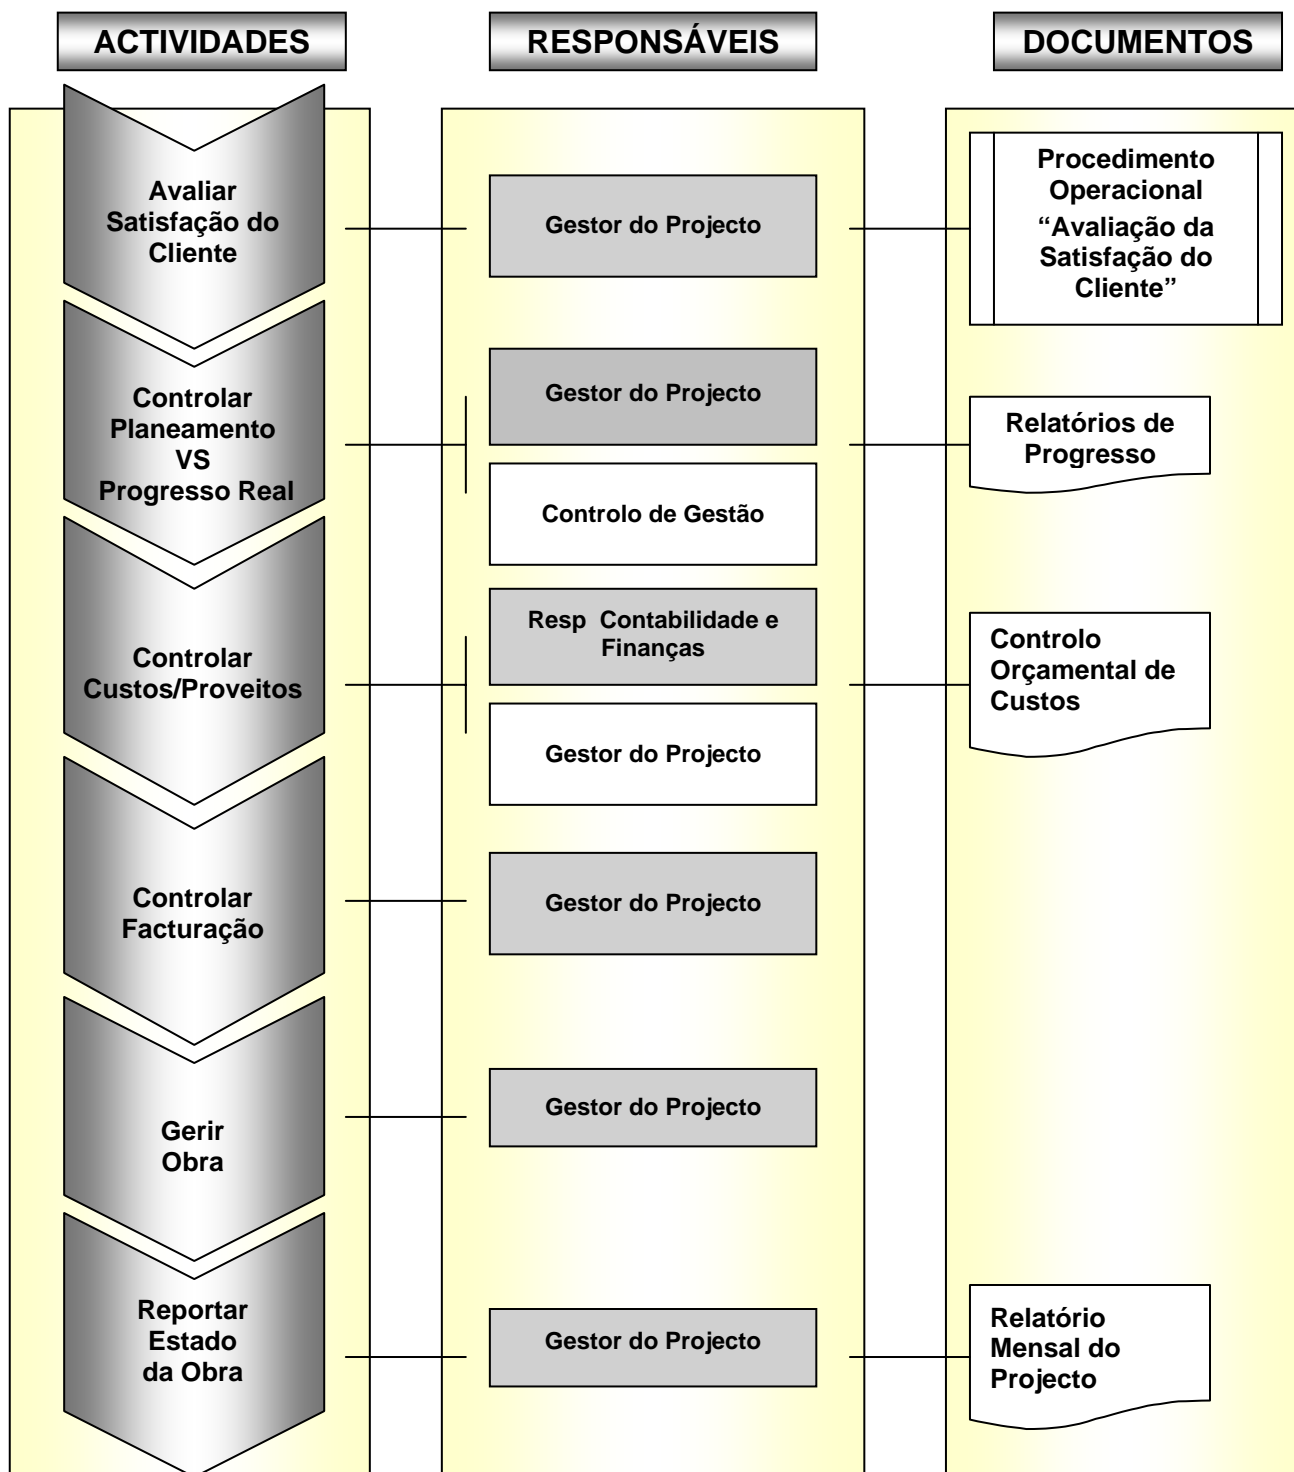 ACTIVIDADES
RESPONSÁVEIS
DOCUMENTOS
Avaliar
Satisfação do
Cliente
Gestor do Projecto
Procedimento
Operacional
“Avaliação da
Satisfação do
Cliente”
Controlar
Planeamento
VS
Progresso Real
Gestor do Projecto
Controlo de Gestão
Relatórios de
Progresso
Controlar
Custos/Proveitos
Resp Contabilidade e
Finanças
Gestor do Projecto
Controlo
Orçamental de
Custos
Controlar
Facturação
Gestor do Projecto
Gerir
Obra
Gestor do Projecto
Reportar
Estado
da Obra
Gestor do Projecto
Relatório
Mensal do
Projecto